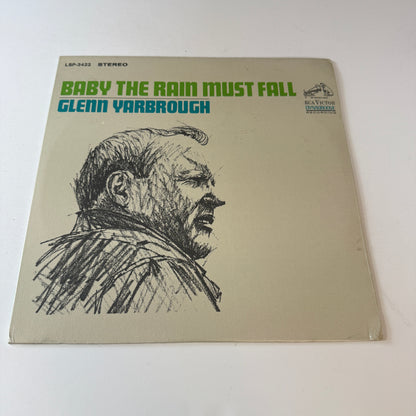 LSP-3422 STEREO
BABY THE RAIN MUST FALL
GLENN YARBROUGH
RCA VICTOR
DYNAGROOVE
RECORDING